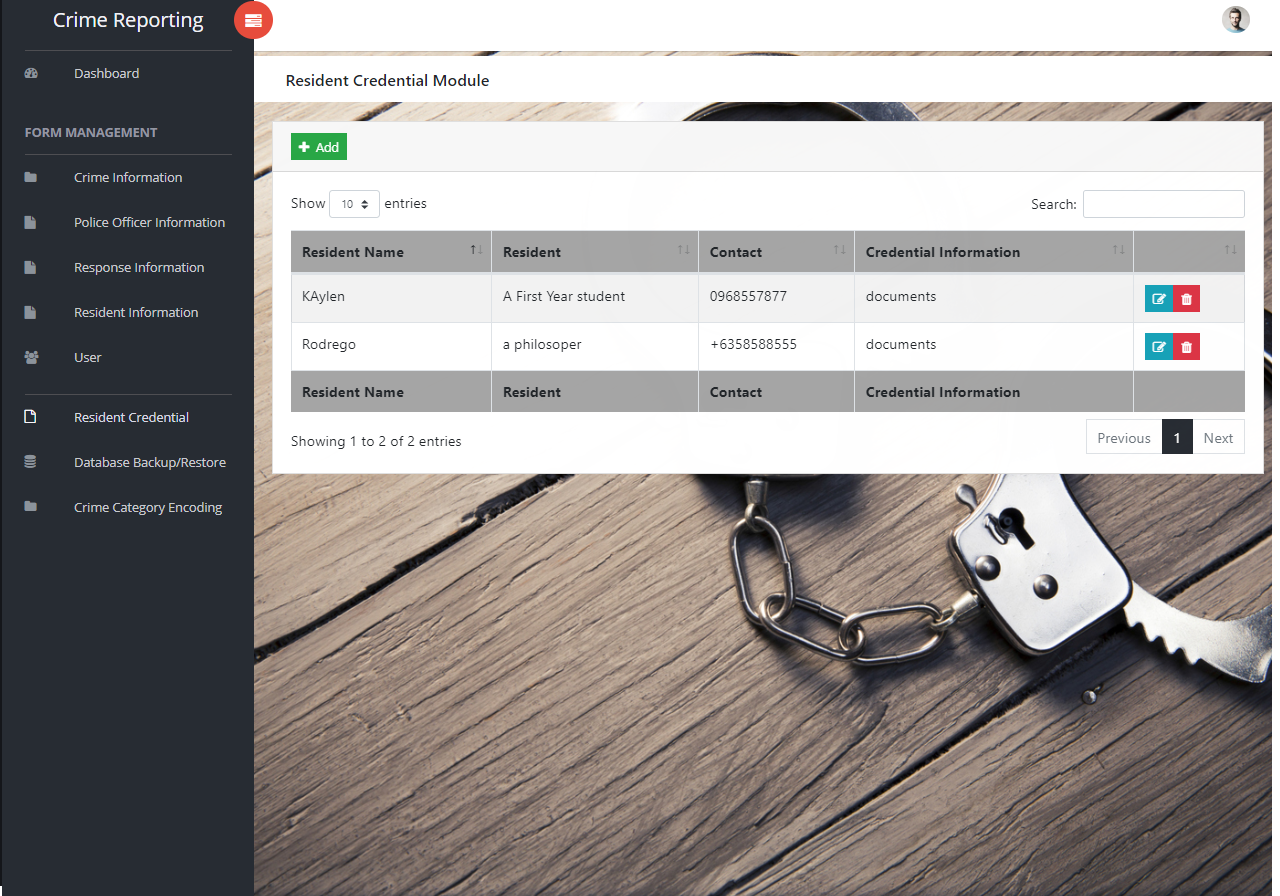 Crime Reporting
Dashboard
FORM MANAGEMENT
Crime Information
Police Officer Information
Response Information
Resident Information
User
Resident Credential
Database Backup/Restore
Crime Category Encoding
Resident Credential Module
Add
Show 10 entries
Search:
Resident Name Resident Contact Credential Information
KAylen A First Year student 0968557877 documents
Rodrego a philosoper +6358588555 documents
Resident Name Resident Contact Credential Information
Showing 1 to 2 of 2 entries
Previous 1 Next